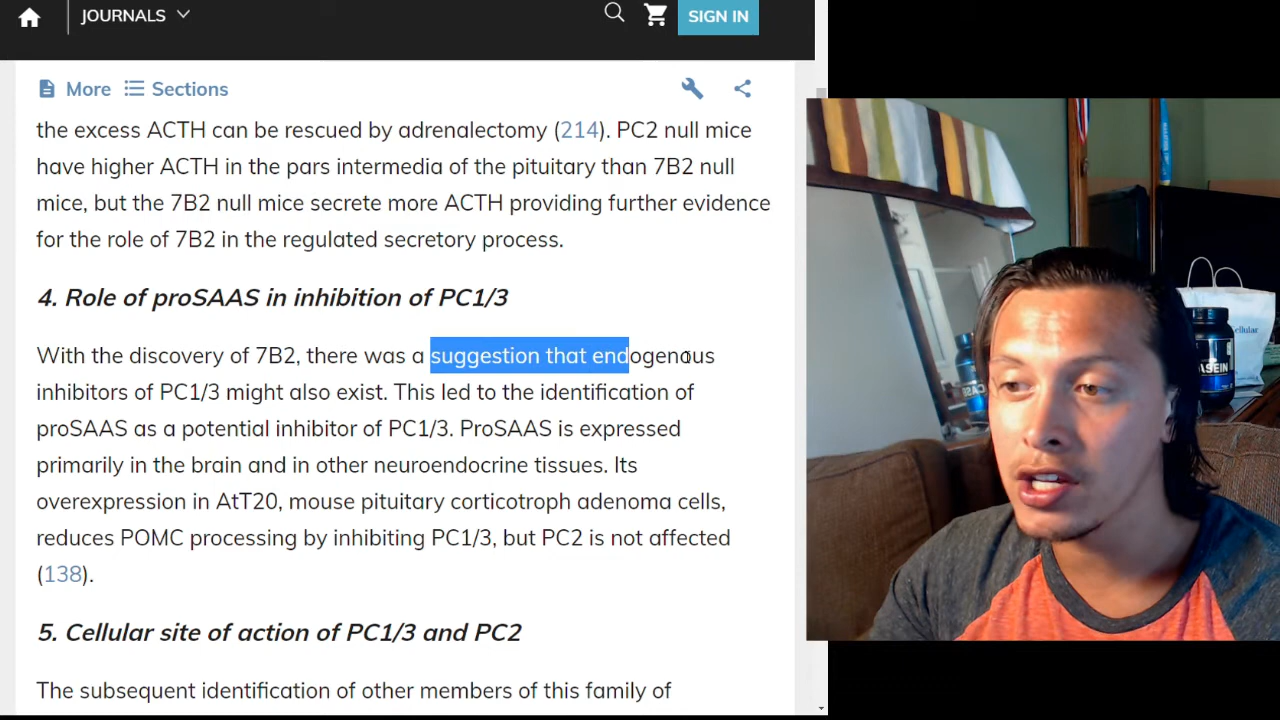 JOURNALS
SIGN IN
More
Sections
the excess ACTH can be rescued by adrenalectomy (214). PC2 null mice
have higher ACTH in the pars intermedia of the pituitary than 7B2 null
mice, but the 7B2 null mice secrete more ACTH providing further evidence
for the role of 7B2 in the regulated secretory process.
4. Role of proSAAS in inhibition of PC1/3
With the discovery of 7B2, there was a suggestion that endogenous
inhibitors of PC1/3 might also exist. This led to the identification of
proSAAS as a potential inhibitor of PC1/3. ProSAAS is expressed
primarily in the brain and in other neuroendocrine tissues. Its
overexpression in AtT20, mouse pituitary corticotroph adenoma cells,
reduces POMC processing by inhibiting PC1/3, but PC2 is not affected
(138).
5. Cellular site of action of PC1/3 and PC2
The subsequent identification of other members of this family of
Cellular